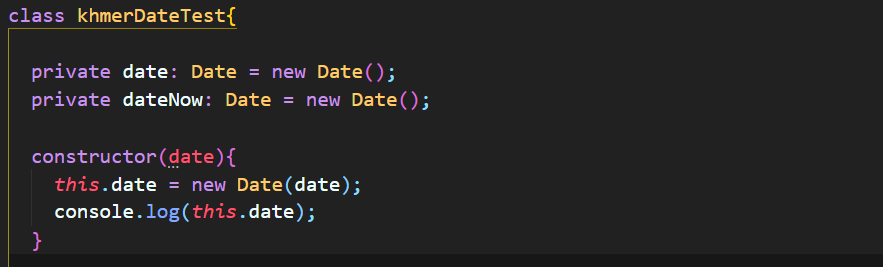 class khmerDateTest{
private date: Date = new Date();
private dateNow: Date = new Date();
constructor(date){
this.date = new Date(date);
console.log(this.date);
}